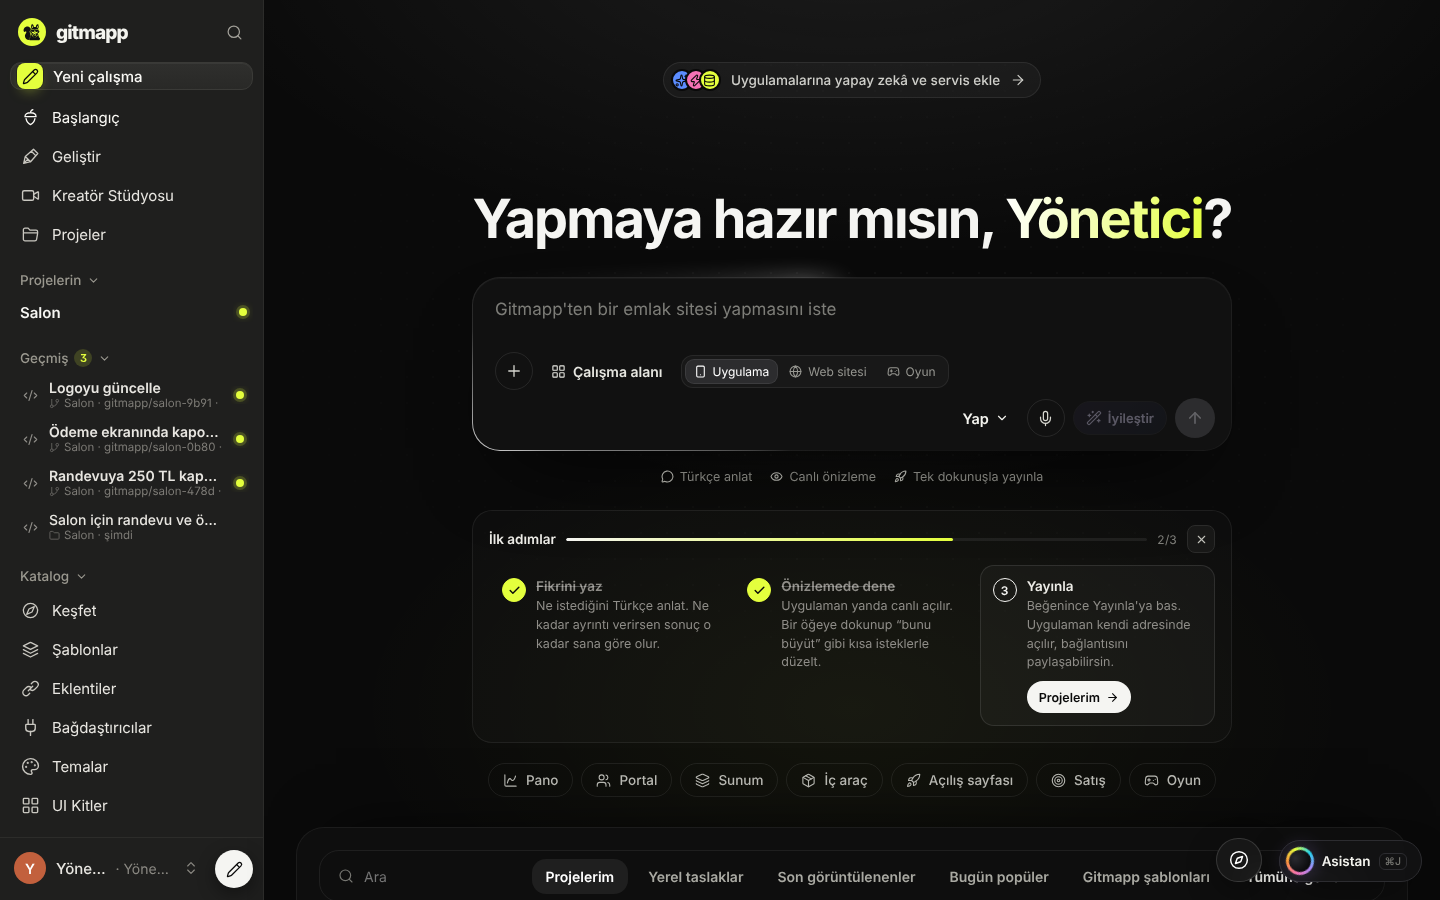 gitmapp
Yeni çalışma
Başlangıç
Geliştir
Kreatör Stüdyosu
Projeler
Projelerin
Salon
Geçmiş 3
Logoyu güncelle
Salon · gitmapp/salon-9b91 ·
Ödeme ekranında kapo...
Salon · gitmapp/salon-0b80 ·
Randevuya 250 TL kap...
Salon · gitmapp/salon-478d ·
Salon için randevu ve ö...
Salon · şimdi
Katalog
Keşfet
Şablonlar
Eklentiler
Bağdaştırıcılar
Temalar
UI Kitler
Y Yöne... · Yöne...
Uygulamalarına yapay zekâ ve servis ekle
Yapmaya hazır mısın, Yönetici?
Gitmapp'ten bir emlak sitesi yapmasını iste
Çalışma alanı Uygulama Web sitesi Oyun
Yap İyileştir
Türkçe anlat Canlı önizleme Tek dokunuşla yayınla
İlk adımlar 2/3
Fikrini yaz
Ne istediğini Türkçe anlat. Ne
kadar ayrıntı verirsen sonuç o
kadar sana göre olur.
Önizlemede dene
Uygulaman yanda canlı açılır.
Bir öğeye dokunup "bunu
büyüt" gibi kısa isteklerle
düzelt.
3 Yayınla
Beğenince Yayınla'ya bas.
Uygulaman kendi adresinde
açılır, bağlantısını
paylaşabilirsin.
Projelerim
Pano Portal Sunum İç araç Açılış sayfası Satış Oyun
Ara Projelerim Yerel taslaklar Son görüntülenenler Bugün popüler Gitmapp şablonları
Asistan ⌘J